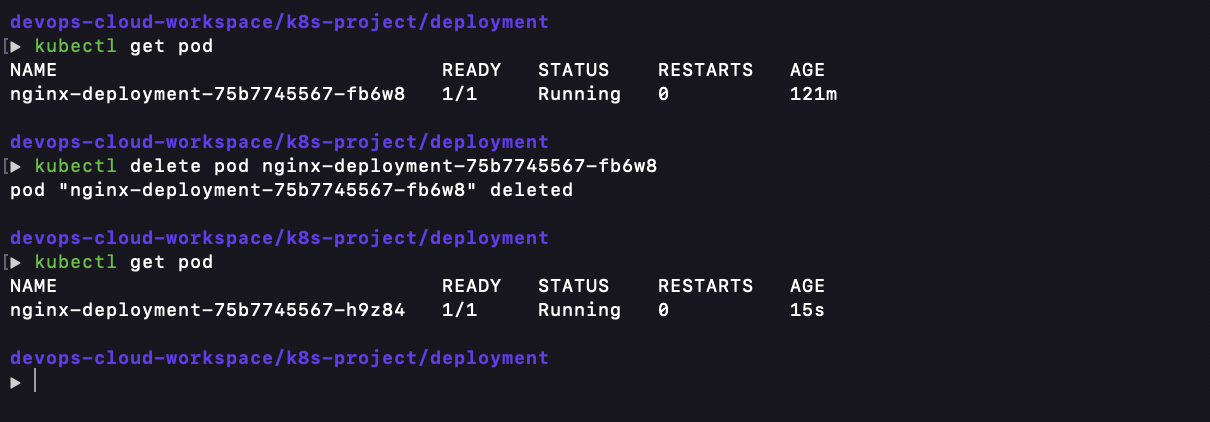 devops-cloud-workspace/k8s-project/deployment
[▶ kubectl get pod
NAME READY STATUS RESTARTS AGE
nginx-deployment-75b7745567-fb6w8 1/1 Running 0 121m
devops-cloud-workspace/k8s-project/deployment
[▶ kubectl delete pod nginx-deployment-75b7745567-fb6w8
pod "nginx-deployment-75b7745567-fb6w8" deleted
devops-cloud-workspace/k8s-project/deployment
[▶ kubectl get pod
NAME READY STATUS RESTARTS AGE
nginx-deployment-75b7745567-h9z84 1/1 Running 0 15s
devops-cloud-workspace/k8s-project/deployment
▶